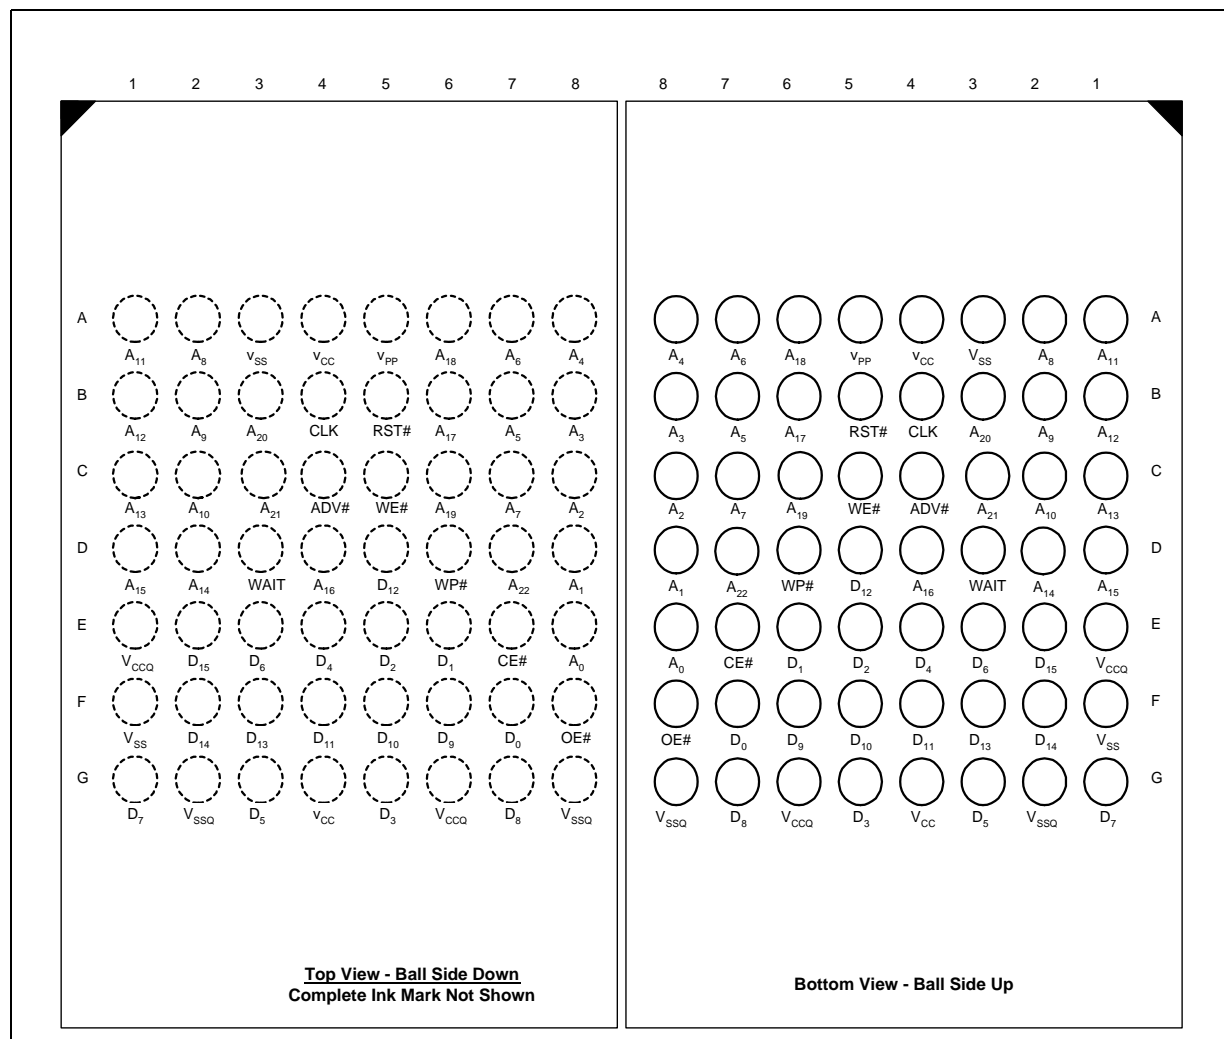 1 2 3 4 5 6 7 8
8 7 6 5 4 3 2 1
A
A11 A8 vSS vCC vPP A18 A6 A4
B
A12 A9 A20 CLK RST# A17 A5 A3
C
A13 A10 A21 ADV# WE# A19 A7 A2
D
A15 A14 WAIT A16 D12 WP# A22 A1
E
VCCQ D15 D6 D4 D2 D1 CE# A0
F
VSS D14 D13 D11 D10 D9 D0 OE#
G
D7 VSSQ D5 vCC D3 VCCQ D8 VSSQ
Top View - Ball Side Down
Complete Ink Mark Not Shown
A
A4 A6 A18 vPP vCC VSS A8 A11
B
A3 A5 A17 RST# CLK A20 A9 A12
C
A2 A7 A19 WE# ADV# A21 A10 A13
D
A1 A22 WP# D12 A16 WAIT A14 A15
E
A0 CE# D1 D2 D4 D6 D15 VCCQ
F
OE# D0 D9 D10 D11 D13 D14 VSS
G
VSSQ D8 VCCQ D3 VCC D5 VSSQ D7
Bottom View - Ball Side Up